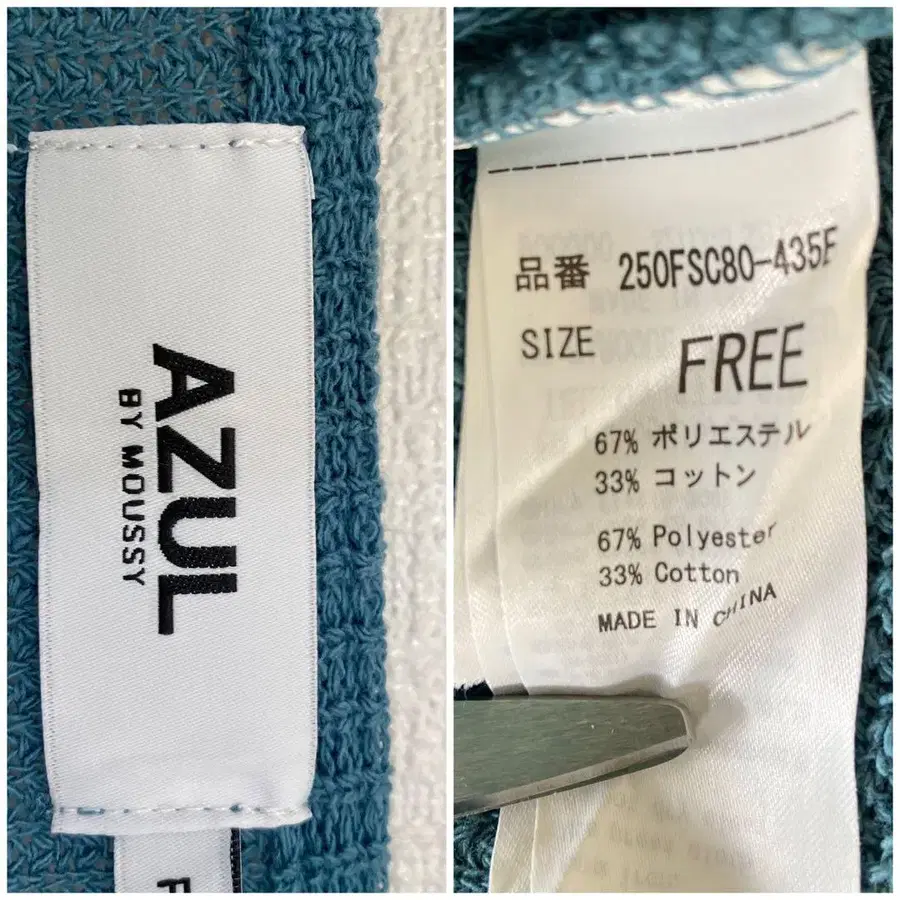 AZUL
BY MOUSSY
F
品番 250FSC80-435E
SIZE FREE
67% ポリエステル
33% コットン
67% Polyester
33% Cotton
MADE IN CHINA